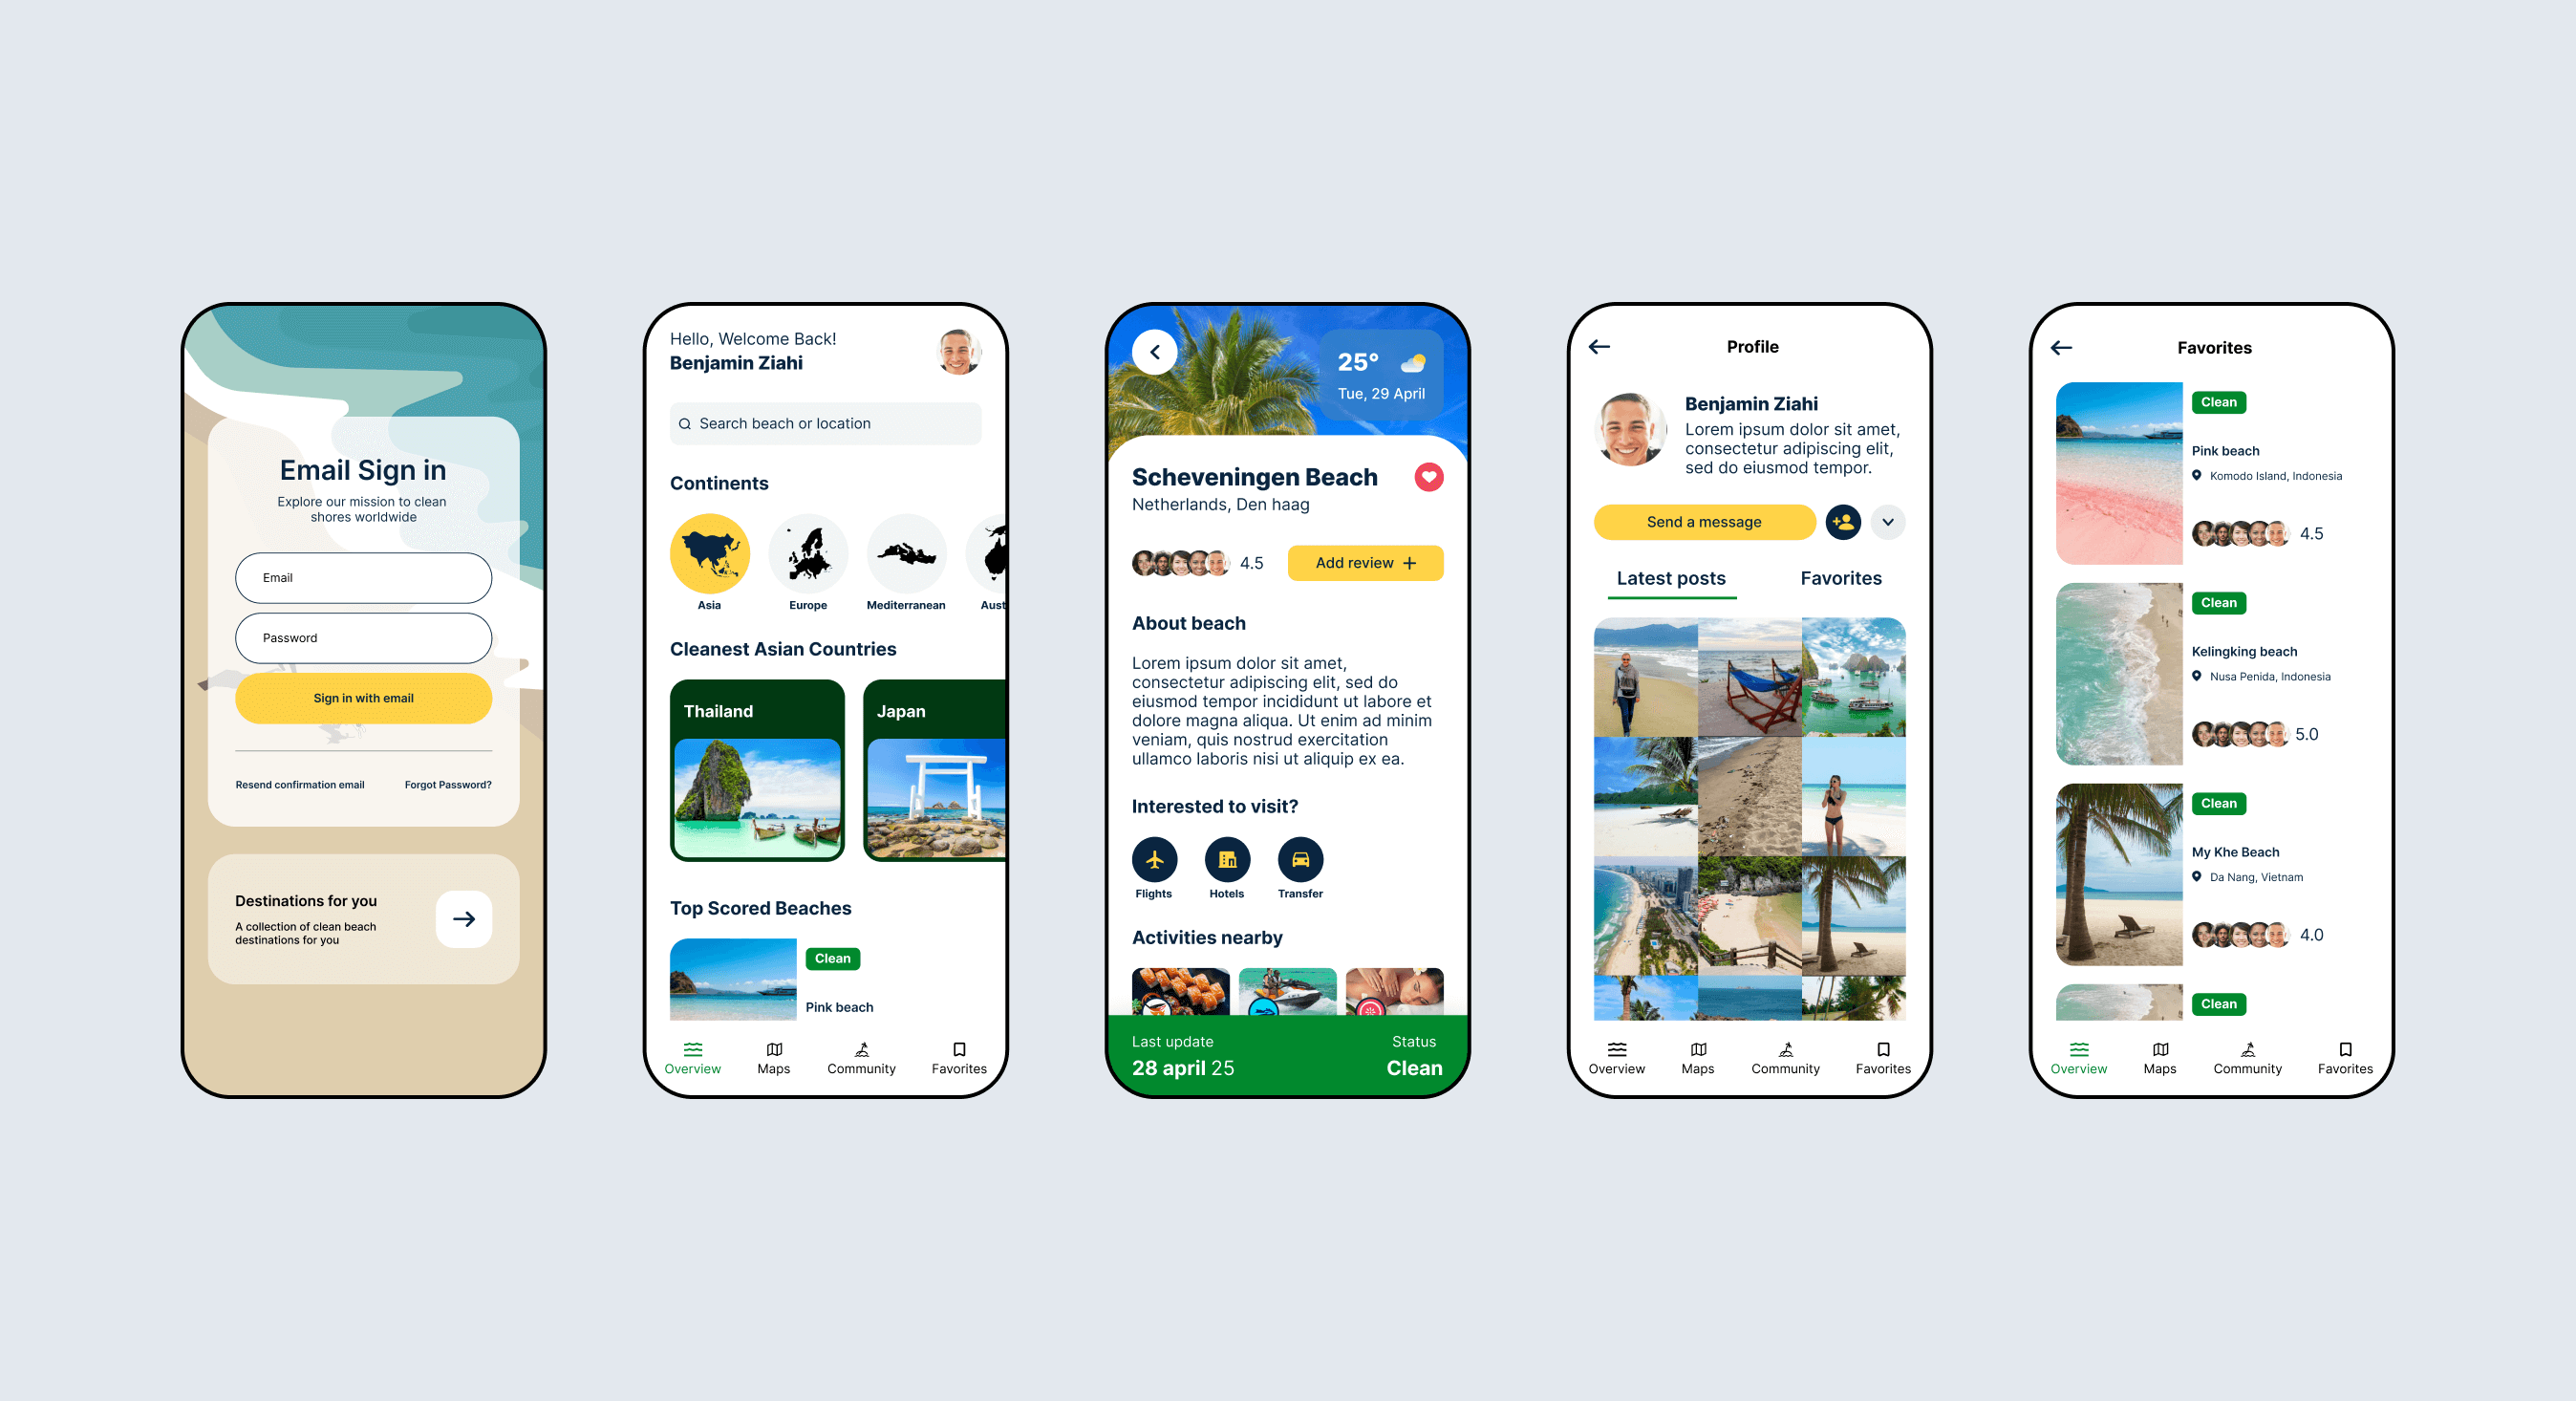 Email Sign in
Explore our mission to clean
shores worldwide
Email
Password
Sign in with email
Resend confirmation email
Forgot Password?
Destinations for you
A collection of clean beach
destinations for you
Hello, Welcome Back!
Benjamin Ziahi
Search beach or location
Continents
Asia
Europe
Mediterranean
Aust
Cleanest Asian Countries
Thailand
Japan
Top Scored Beaches
Clean
Pink beach
Overview
Maps
Community
Favorites
25°
Tue, 29 April
Scheveningen Beach
Netherlands, Den haag
4.5
Add review +
About beach
Lorem ipsum dolor sit amet,
consectetur adipiscing elit, sed do
eiusmod tempor incididunt ut labore et
dolore magna aliqua. Ut enim ad minim
veniam, quis nostrud exercitation
ullamco laboris nisi ut aliquip ex ea.
Interested to visit?
Flights
Hotels
Transfer
Activities nearby
Last update
28 april 25
Status
Clean
Profile
Benjamin Ziahi
Lorem ipsum dolor sit amet,
consectetur adipiscing elit,
sed do eiusmod tempor.
Send a message
Latest posts
Favorites
Overview
Maps
Community
Favorites
Favorites
Clean
Pink beach
Komodo Island, Indonesia
4.5
Clean
Kelingking beach
Nusa Penida, Indonesia
5.0
Clean
My Khe Beach
Da Nang, Vietnam
4.0
Clean
Overview
Maps
Community
Favorites